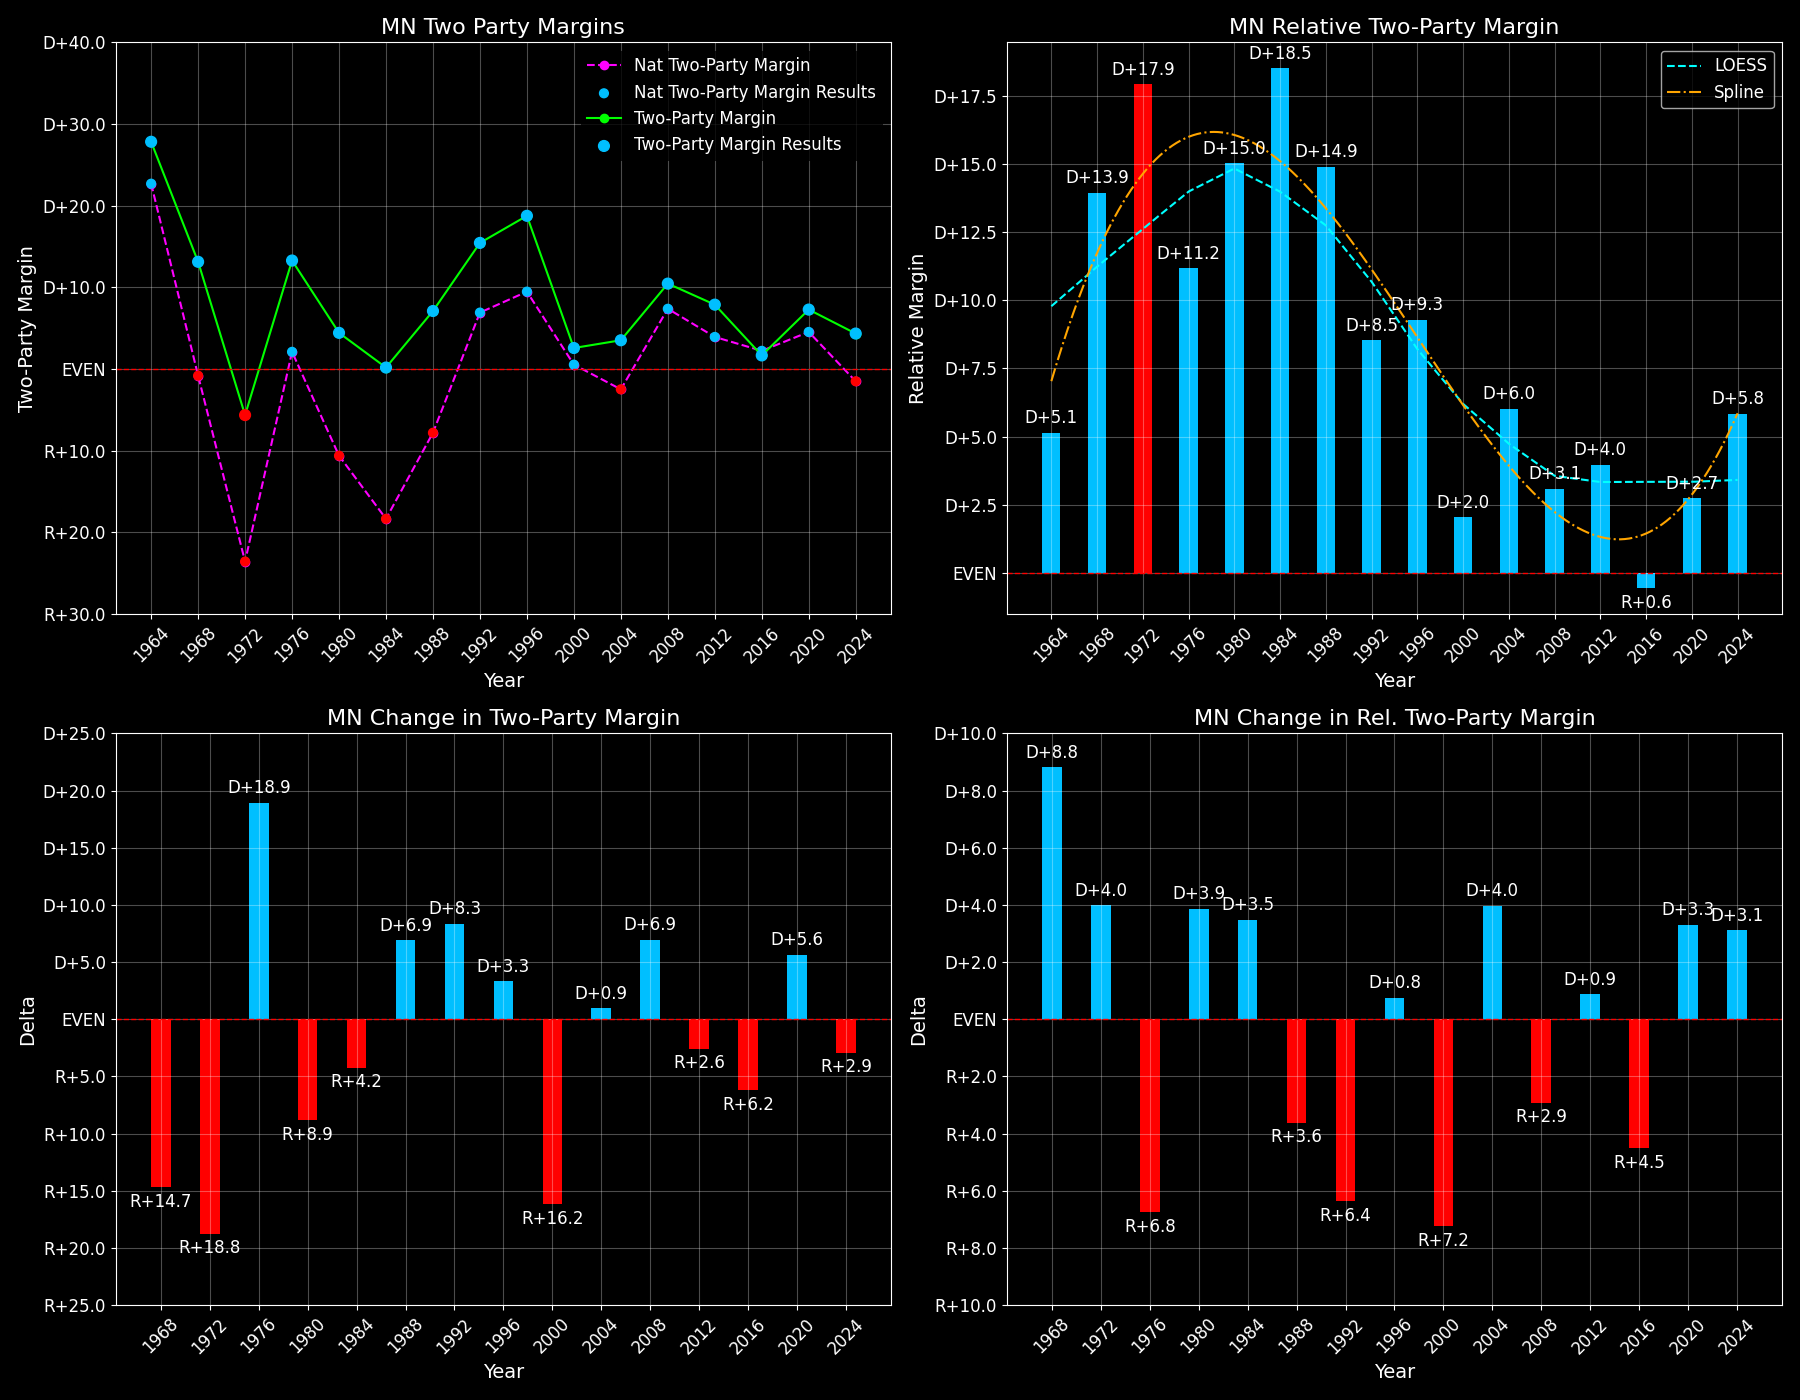 MN Two Party Margins
Two-Party Margin
D+40.0
D+30.0
D+20.0
D+10.0
EVEN
R+10.0
R+20.0
R+30.0
Nat Two-Party Margin
Nat Two-Party Margin Results
Two-Party Margin
Two-Party Margin Results
1964
1968
1972
1976
1980
1984
1988
1992
1996
2000
2004
2008
2012
2016
2020
2024
Year
MN Relative Two-Party Margin
Relative Margin
D+17.5
D+15.0
D+12.5
D+10.0
D+7.5
D+5.0
D+2.5
EVEN
LOESS
Spline
D+5.1
D+13.9
D+17.9
D+11.2
D+15.0
D+18.5
D+14.9
D+8.5
D+9.3
D+2.0
D+6.0
D+3.1
D+4.0
R+0.6
D+2.7
D+5.8
1964
1968
1972
1976
1980
1984
1988
1992
1996
2000
2004
2008
2012
2016
2020
2024
Year
MN Change in Two-Party Margin
Delta
D+25.0
D+20.0
D+15.0
D+10.0
D+5.0
EVEN
R+5.0
R+10.0
R+15.0
R+20.0
R+25.0
R+14.7
R+18.8
D+18.9
R+8.9
R+4.2
D+6.9
D+8.3
D+3.3
R+16.2
D+0.9
D+6.9
R+2.6
R+6.2
D+5.6
R+2.9
1968
1972
1976
1980
1984
1988
1992
1996
2000
2004
2008
2012
2016
2020
2024
Year
MN Change in Rel. Two-Party Margin
Delta
D+10.0
D+8.0
D+6.0
D+4.0
D+2.0
EVEN
R+2.0
R+4.0
R+6.0
R+8.0
R+10.0
D+8.8
D+4.0
R+6.8
D+3.9
D+3.5
R+3.6
R+6.4
D+0.8
R+7.2
D+4.0
R+2.9
D+0.9
R+4.5
D+3.3
D+3.1
1968
1972
1976
1980
1984
1988
1992
1996
2000
2004
2008
2012
2016
2020
2024
Year